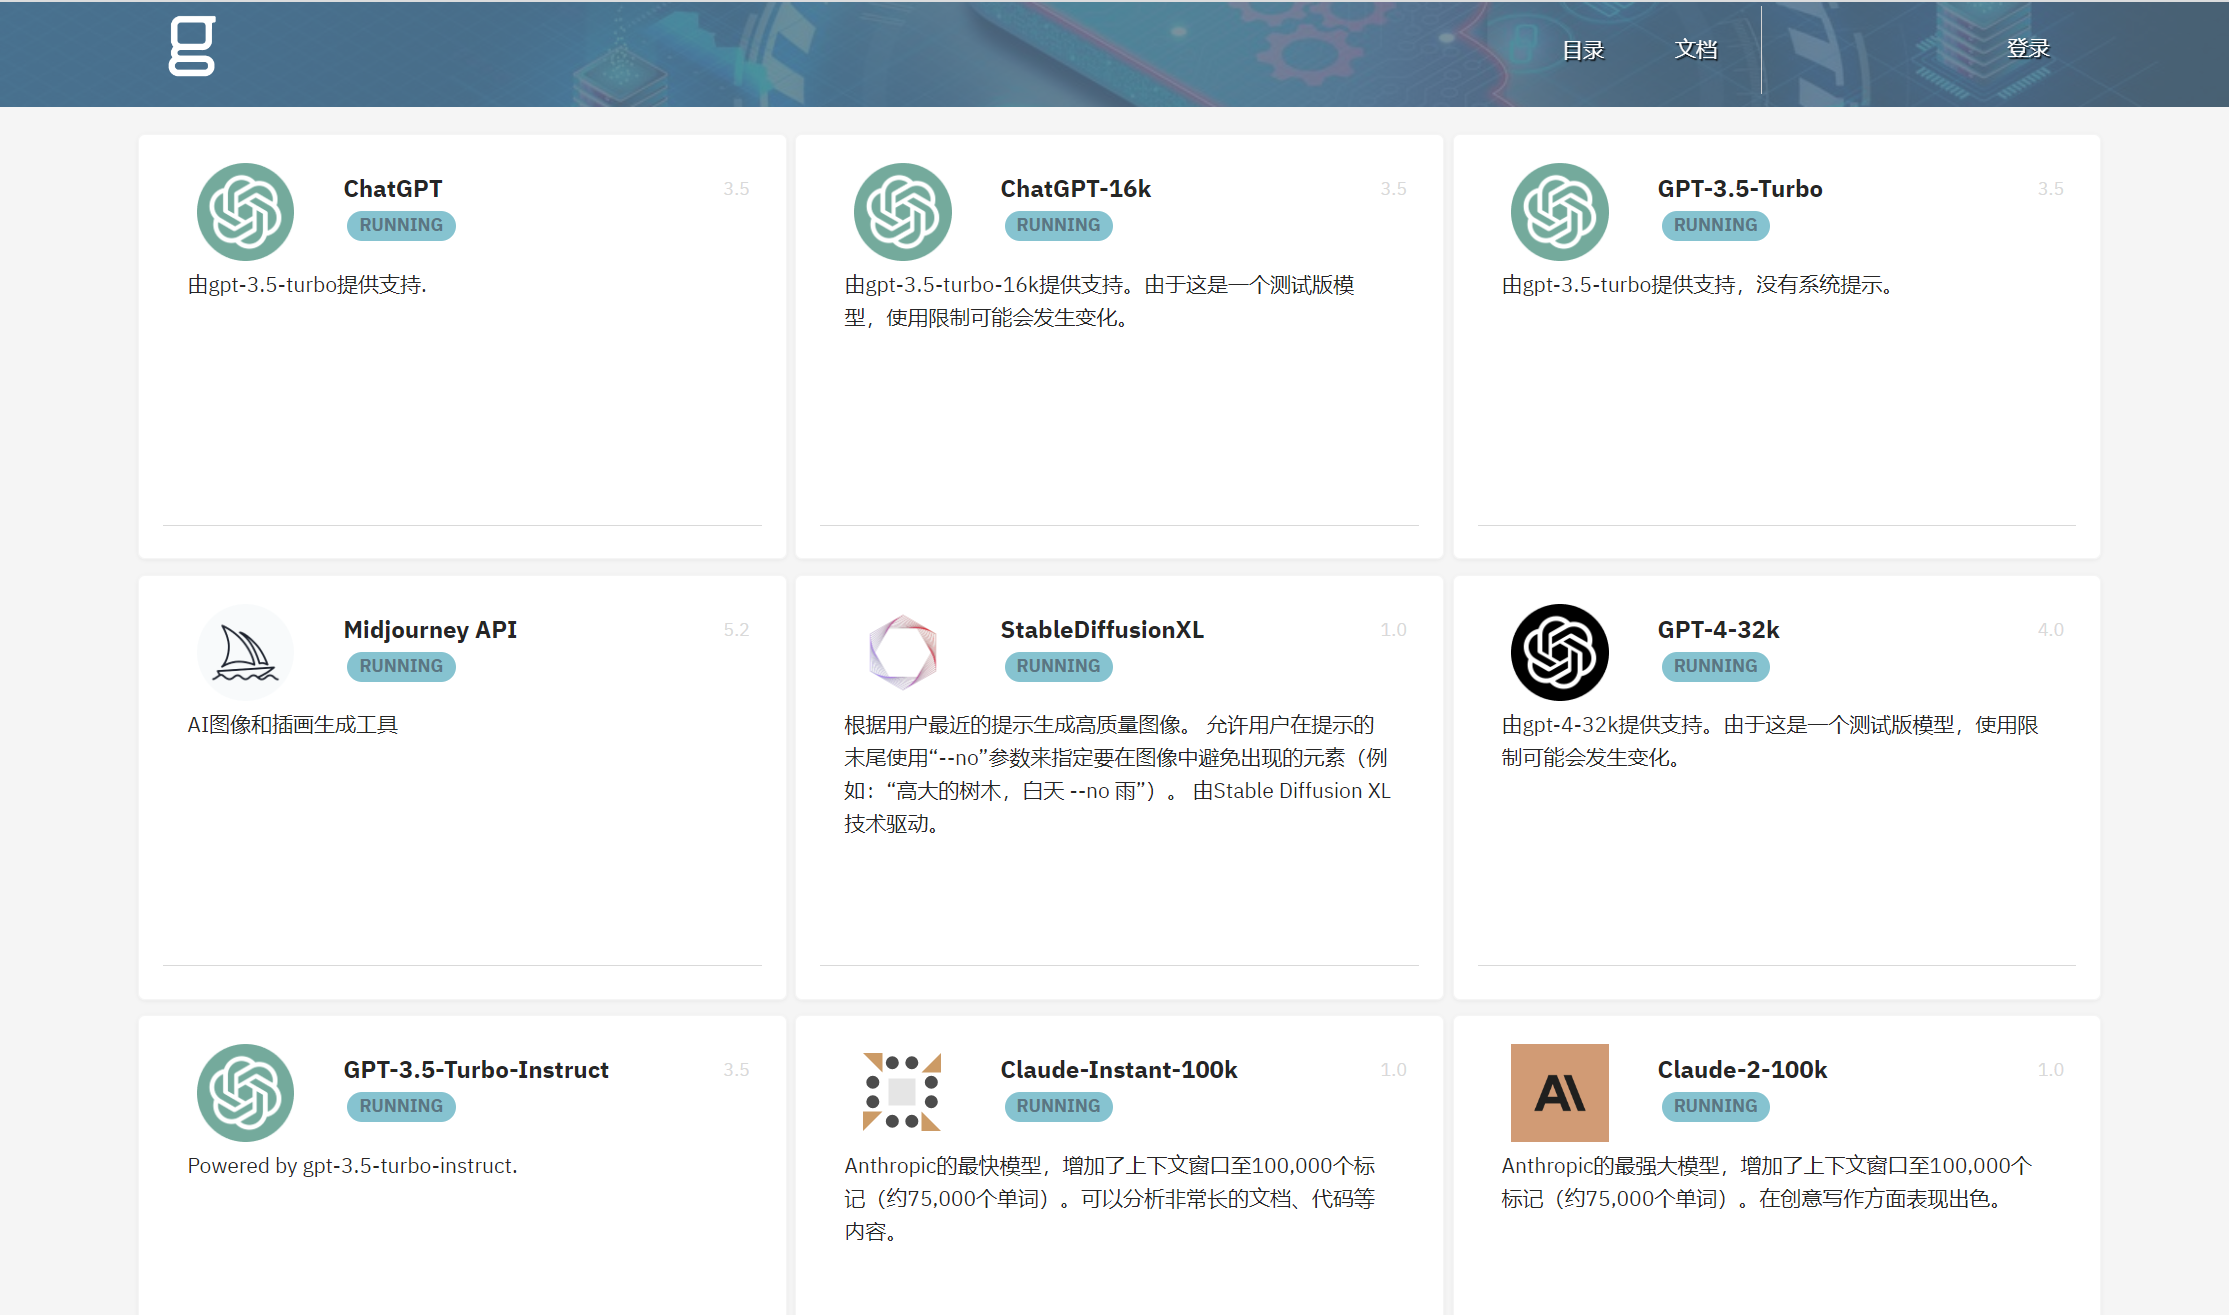 g
目录
文档
登录
ChatGPT
3.5
RUNNING
由gpt-3.5-turbo提供支持.
ChatGPT-16k
3.5
RUNNING
由gpt-3.5-turbo-16k提供支持。由于这是一个测试版模
型，使用限制可能会发生变化。
GPT-3.5-Turbo
3.5
RUNNING
由gpt-3.5-turbo提供支持，没有系统提示。
Midjourney API
5.2
RUNNING
AI图像和插画生成工具
StableDiffusionXL
1.0
RUNNING
根据用户最近的提示生成高质量图像。 允许用户在提示的
末尾使用“--no”参数来指定要在图像中避免出现的元素（例
如：“高大的树木，白天 --no 雨”）。 由Stable Diffusion XL
技术驱动。
GPT-4-32k
4.0
RUNNING
由gpt-4-32k提供支持。由于这是一个测试版模型，使用限
制可能会发生变化。
GPT-3.5-Turbo-Instruct
3.5
RUNNING
Powered by gpt-3.5-turbo-instruct.
Claude-Instant-100k
1.0
RUNNING
Anthropic的最快模型，增加了上下文窗口至100,000个标
记（约75,000个单词）。可以分析非常长的文档、代码等
内容。
A\
Claude-2-100k
1.0
RUNNING
Anthropic的最强大模型，增加了上下文窗口至100,000个
标记（约75,000个单词）。在创意写作方面表现出色。